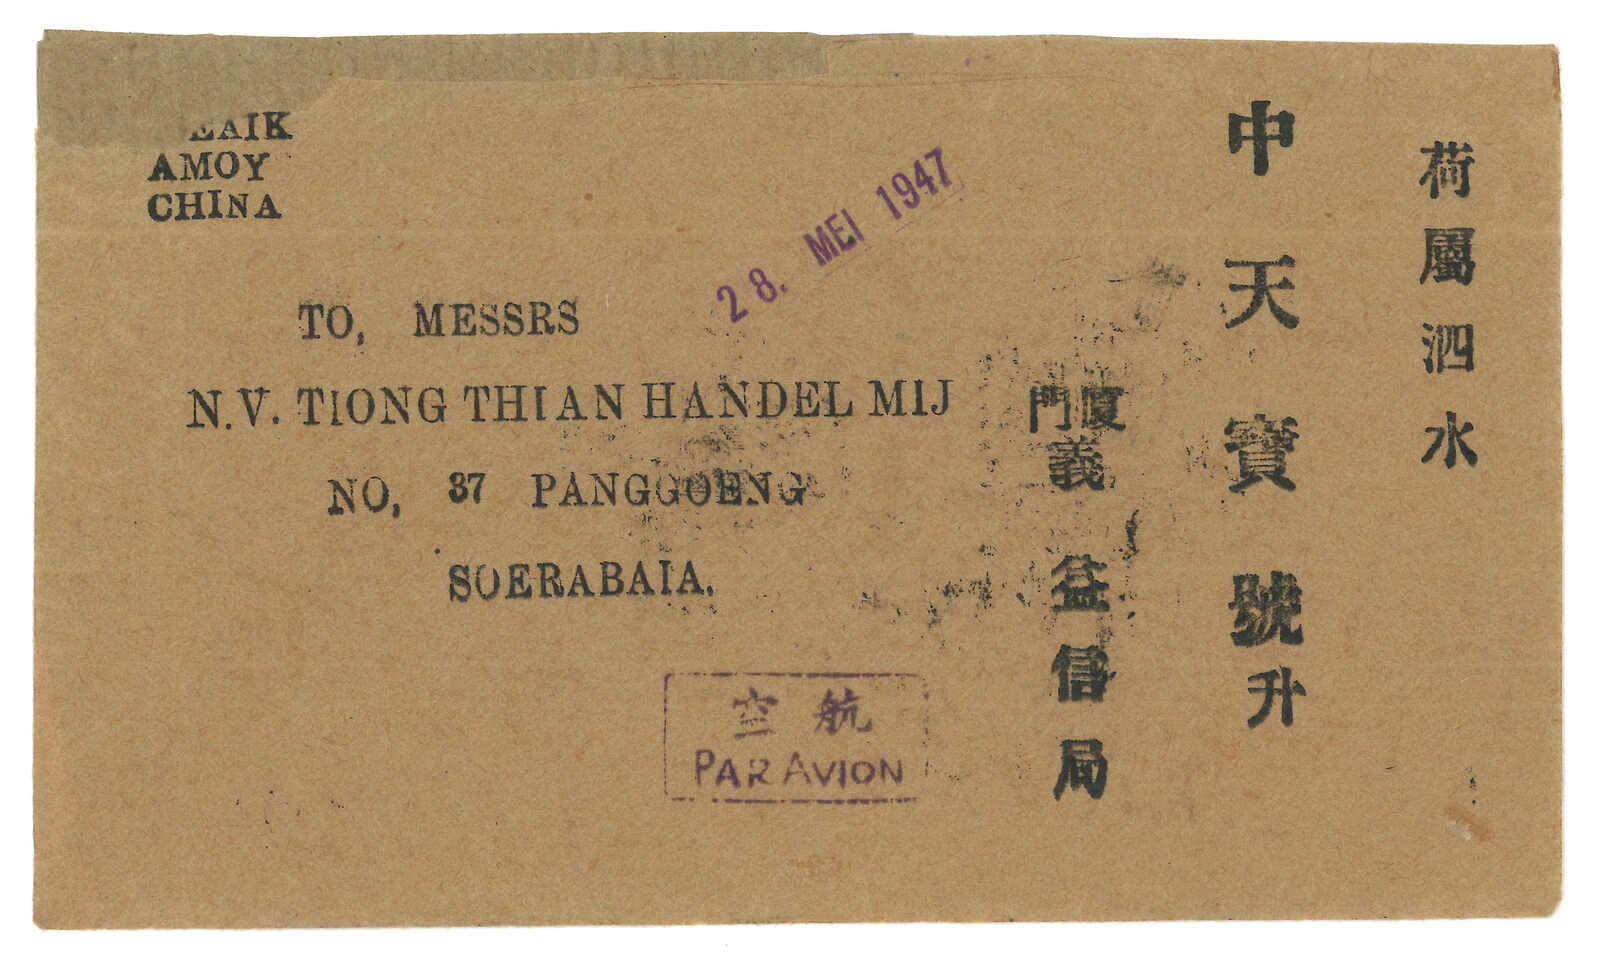 EAIK
AMOY
CHINA
28. MEI 1947
TO, MESSRS
N.V. TIONG THIAN HANDEL MIJ
NO, 37 PANGGOENG
SOERABAIA.
航空
PAR AVION
荷屬泗水
中天寶號升
廈門
義益信局